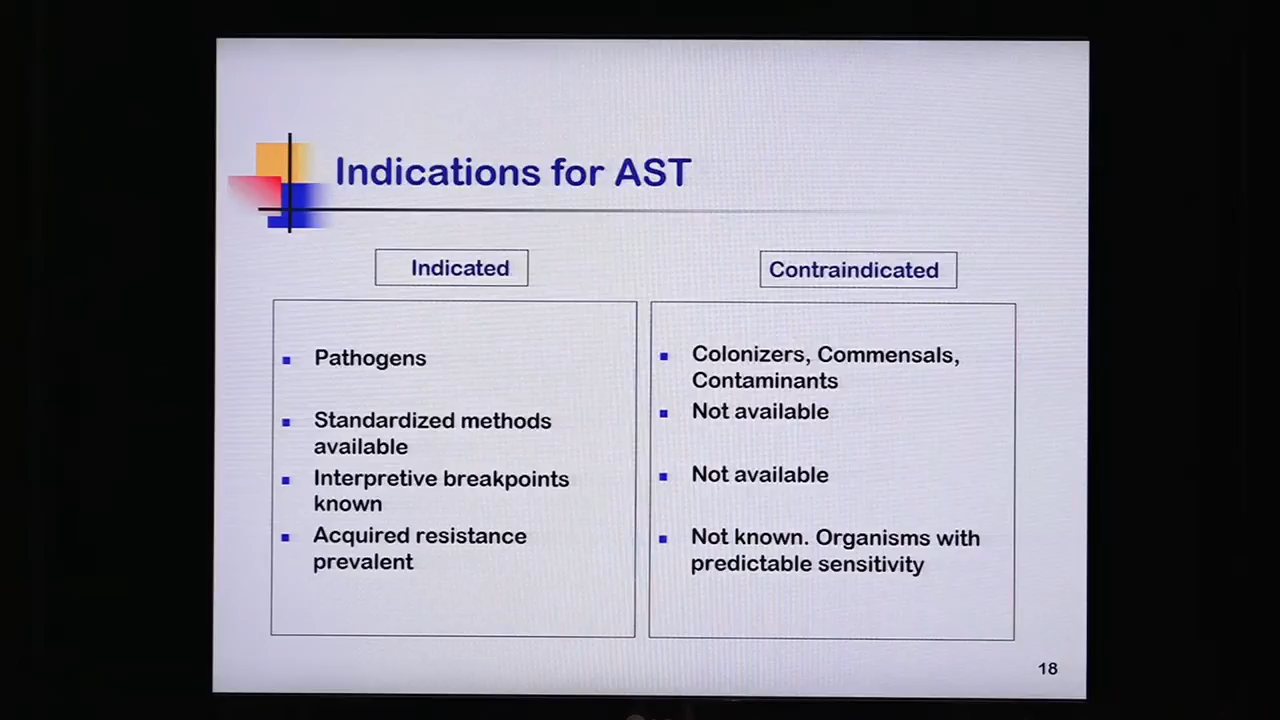 Indications for AST
Indicated
Contraindicated
Pathogens
Standardized methods
available
Interpretive breakpoints
known
Acquired resistance
prevalent
Colonizers, Commensals,
Contaminants
Not available
Not available
Not known. Organisms with
predictable sensitivity
18